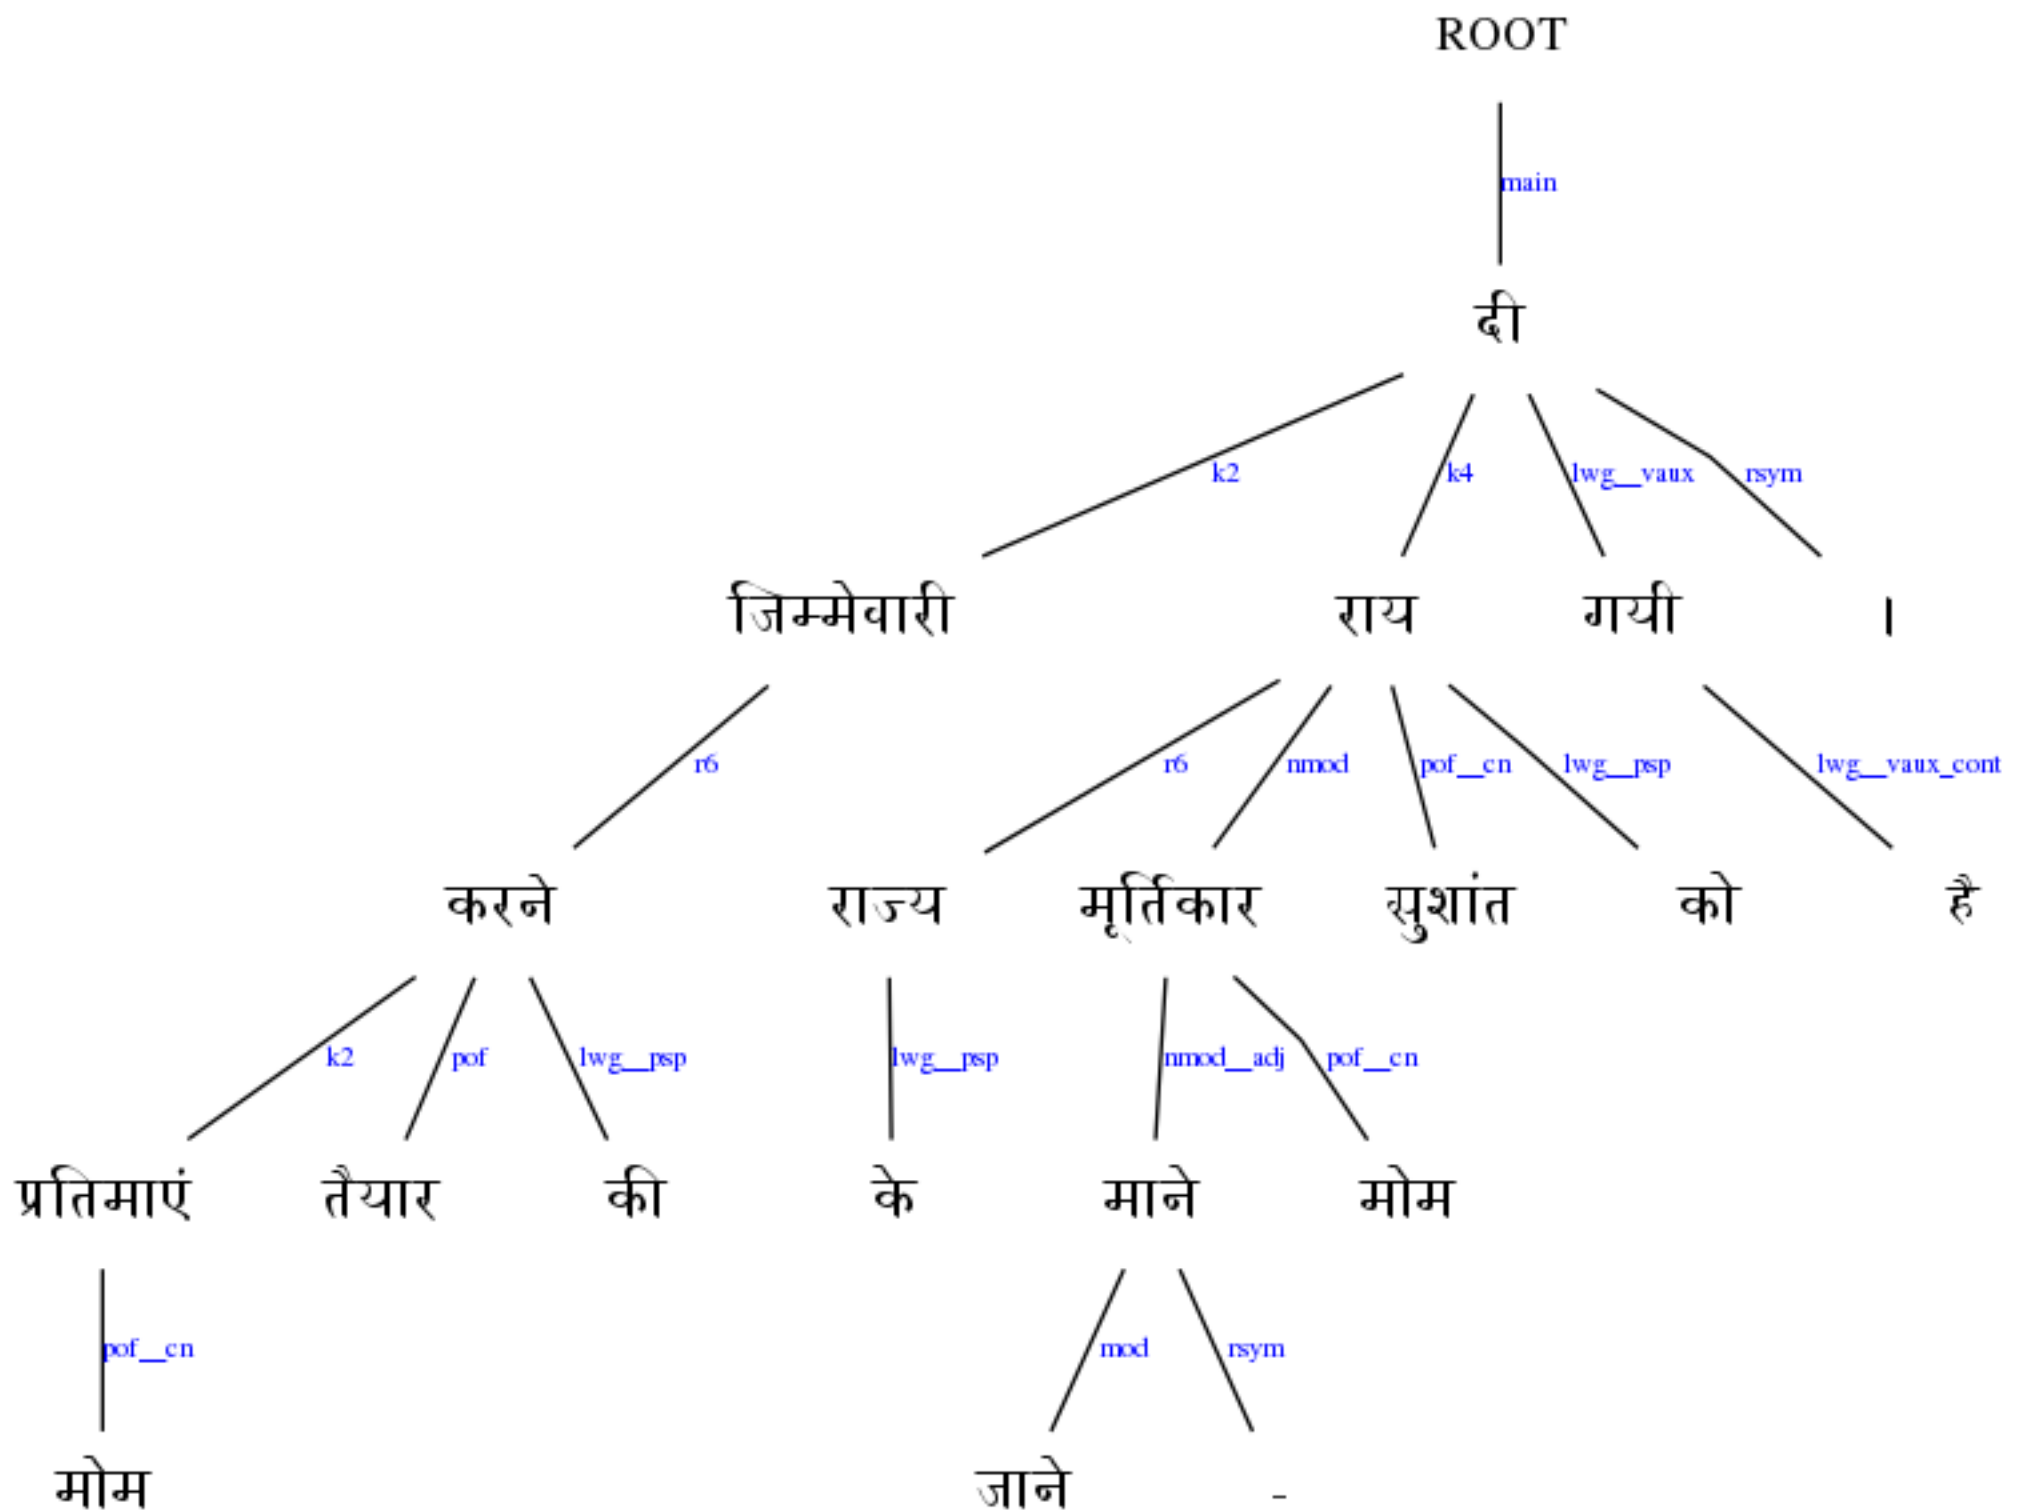 ROOT
main
दी
k2 k4 lwg__vaux rsym
जिम्मेवारी राय गयी ।
r6 r6 nmod pof__cn lwg__psp lwg__vaux_cont
करने राज्य मूर्तिकार सुशांत को है
k2 pof lwg__psp lwg__psp nmod__adj pof__cn
प्रतिमाएं तैयार की के माने मोम
pof__cn mod rsym
मोम जाने -